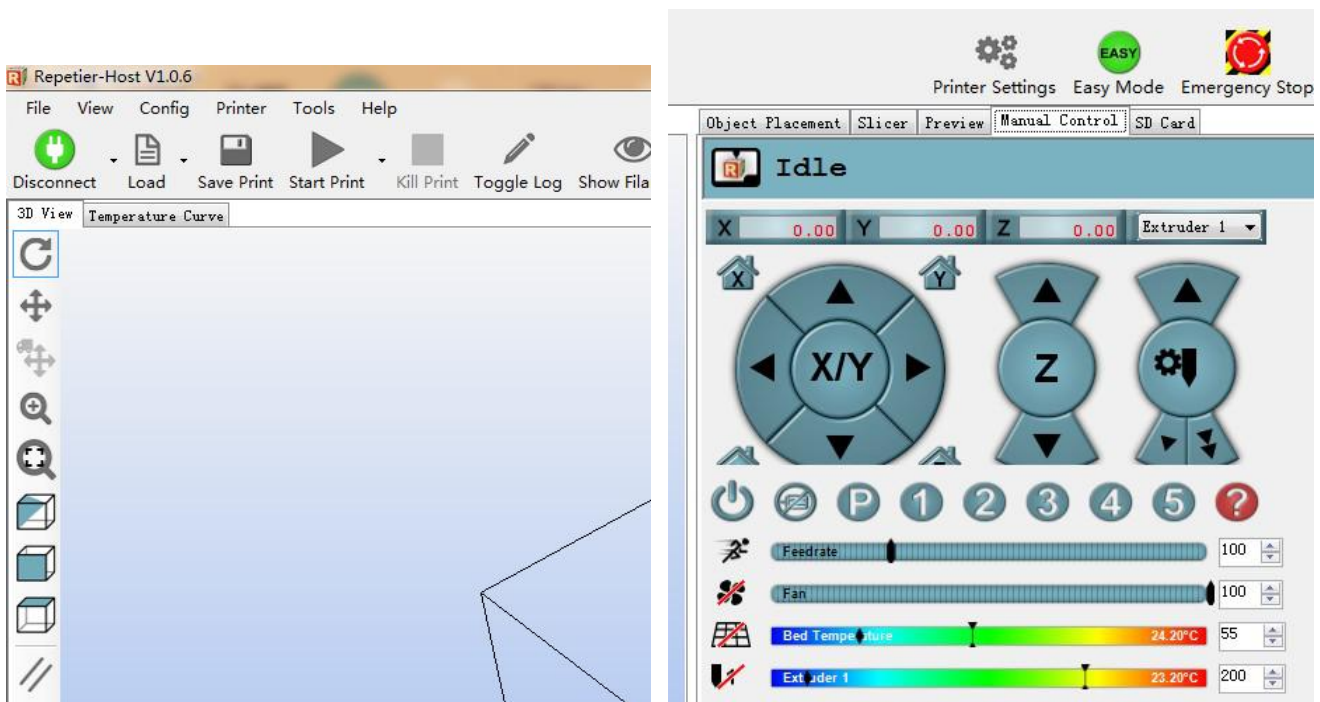 Repetier-Host V1.0.6
File View Config Printer Tools Help
Disconnect Load Save Print Start Print Kill Print Toggle Log Show Fila
3D View Temperature Curve
Printer Settings Easy Mode Emergency Stop
EASY
Object Placement Slicer Preview Manual Control SD Card
R Idle
X 0.00 Y 0.00 Z 0.00 Extruder 1
X Y
X/Y Z
P 1 2 3 4 5 ?
Feedrate 100
Fan 100
Bed Temperature 24.20°C 55
1 Extruder 1 23.20°C 200